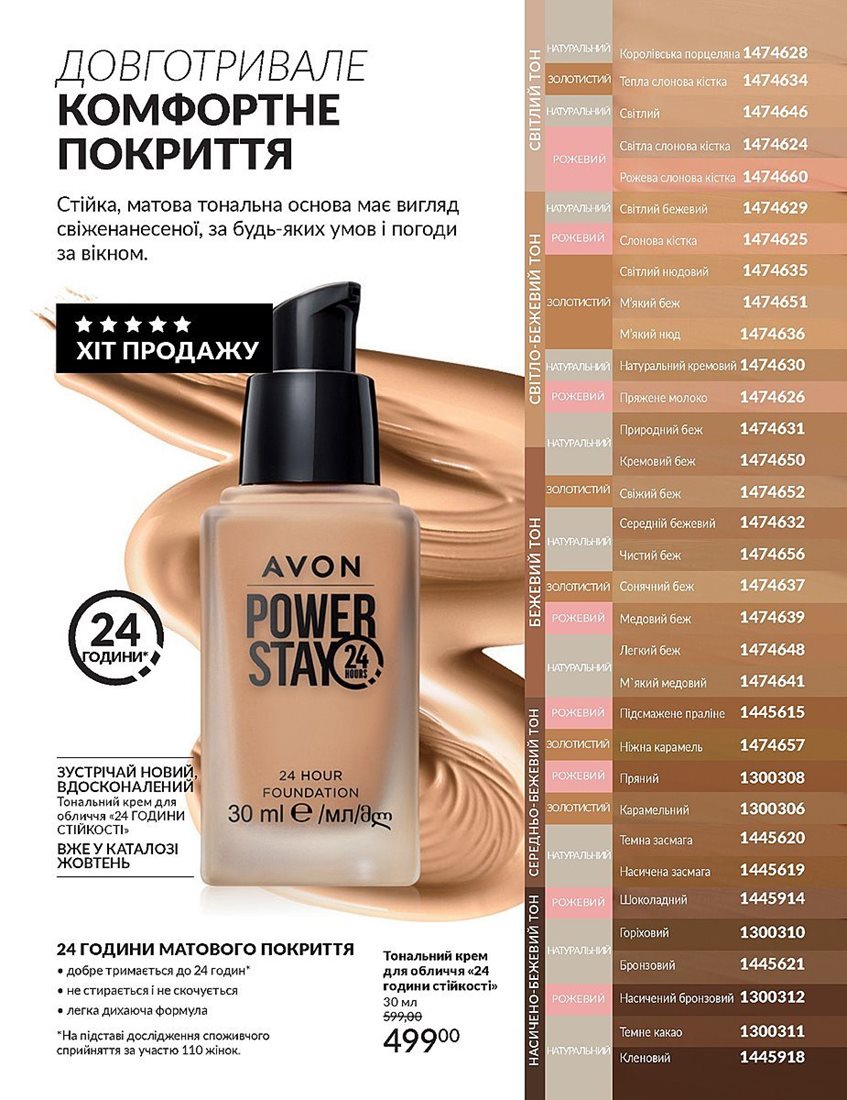 ДОВГОТРИВАЛЕ
КОМФОРТНЕ
ПОКРИТТЯ
Стійка, матова тональна основа має вигляд
свіженанесеної, за будь-яких умов і погоди
за вікном.
ХІТ ПРОДАЖУ
AVON
POWER
STAY
24
HOURS
24 HOUR
FOUNDATION
30 ml e /мл/მლ
24
ГОДИНИ*
ЗУСТРІЧАЙ НОВИЙ,
ВДОСКОНАЛЕНИЙ
Тональний крем для
обличчя «24 ГОДИНИ
СТІЙКОСТІ»
ВЖЕ У КАТАЛОЗІ
ЖОВТЕНЬ
24 ГОДИНИ МАТОВОГО ПОКРИТТЯ
• добре тримається до 24 годин*
• не стирається і не скочується
• легка дихаюча формула
*На підставі дослідження споживчого
сприйняття за участю 110 жінок.
Тональний крем
для обличчя «24
години стійкості»
30 мл
599,00
49900
СВІТЛИЙ ТОН
НАТУРАЛЬНИЙ Королівська порцеляна 1474628
ЗОЛОТИСТИЙ Тепла слонова кістка 1474634
НАТУРАЛЬНИЙ Світлий 1474646
РОЖЕВИЙ Світла слонова кістка 1474624
Рожева слонова кістка 1474660
СВІТЛО-БЕЖЕВИЙ ТОН
НАТУРАЛЬНИЙ Світлий бежевий 1474629
РОЖЕВИЙ Слонова кістка 1474625
ЗОЛОТИСТИЙ Світлий нюдовий 1474635
М'який беж 1474651
М'який нюд 1474636
НАТУРАЛЬНИЙ Натуральний кремовий 1474630
РОЖЕВИЙ Пряжене молоко 1474626
НАТУРАЛЬНИЙ Природний беж 1474631
Кремовий беж 1474650
БЕЖЕВИЙ ТОН
ЗОЛОТИСТИЙ Свіжий беж 1474652
НАТУРАЛЬНИЙ Середній бежевий 1474632
Чистий беж 1474656
ЗОЛОТИСТИЙ Сонячний беж 1474637
РОЖЕВИЙ Медовий беж 1474639
НАТУРАЛЬНИЙ Легкий беж 1474648
М`який медовий 1474641
СЕРЕДНЬО-БЕЖЕВИЙ ТОН
РОЖЕВИЙ Підсмажене праліне 1445615
ЗОЛОТИСТИЙ Ніжна карамель 1474657
РОЖЕВИЙ Пряний 1300308
ЗОЛОТИСТИЙ Карамельний 1300306
НАТУРАЛЬНИЙ Темна засмага 1445620
Насичена засмага 1445619
НАСИЧЕНО-БЕЖЕВИЙ ТОН
РОЖЕВИЙ Шоколадний 1445914
НАТУРАЛЬНИЙ Горіховий 1300310
Бронзовий 1445621
РОЖЕВИЙ Насичений бронзовий 1300312
НАТУРАЛЬНИЙ Темне какао 1300311
Кленовий 1445918